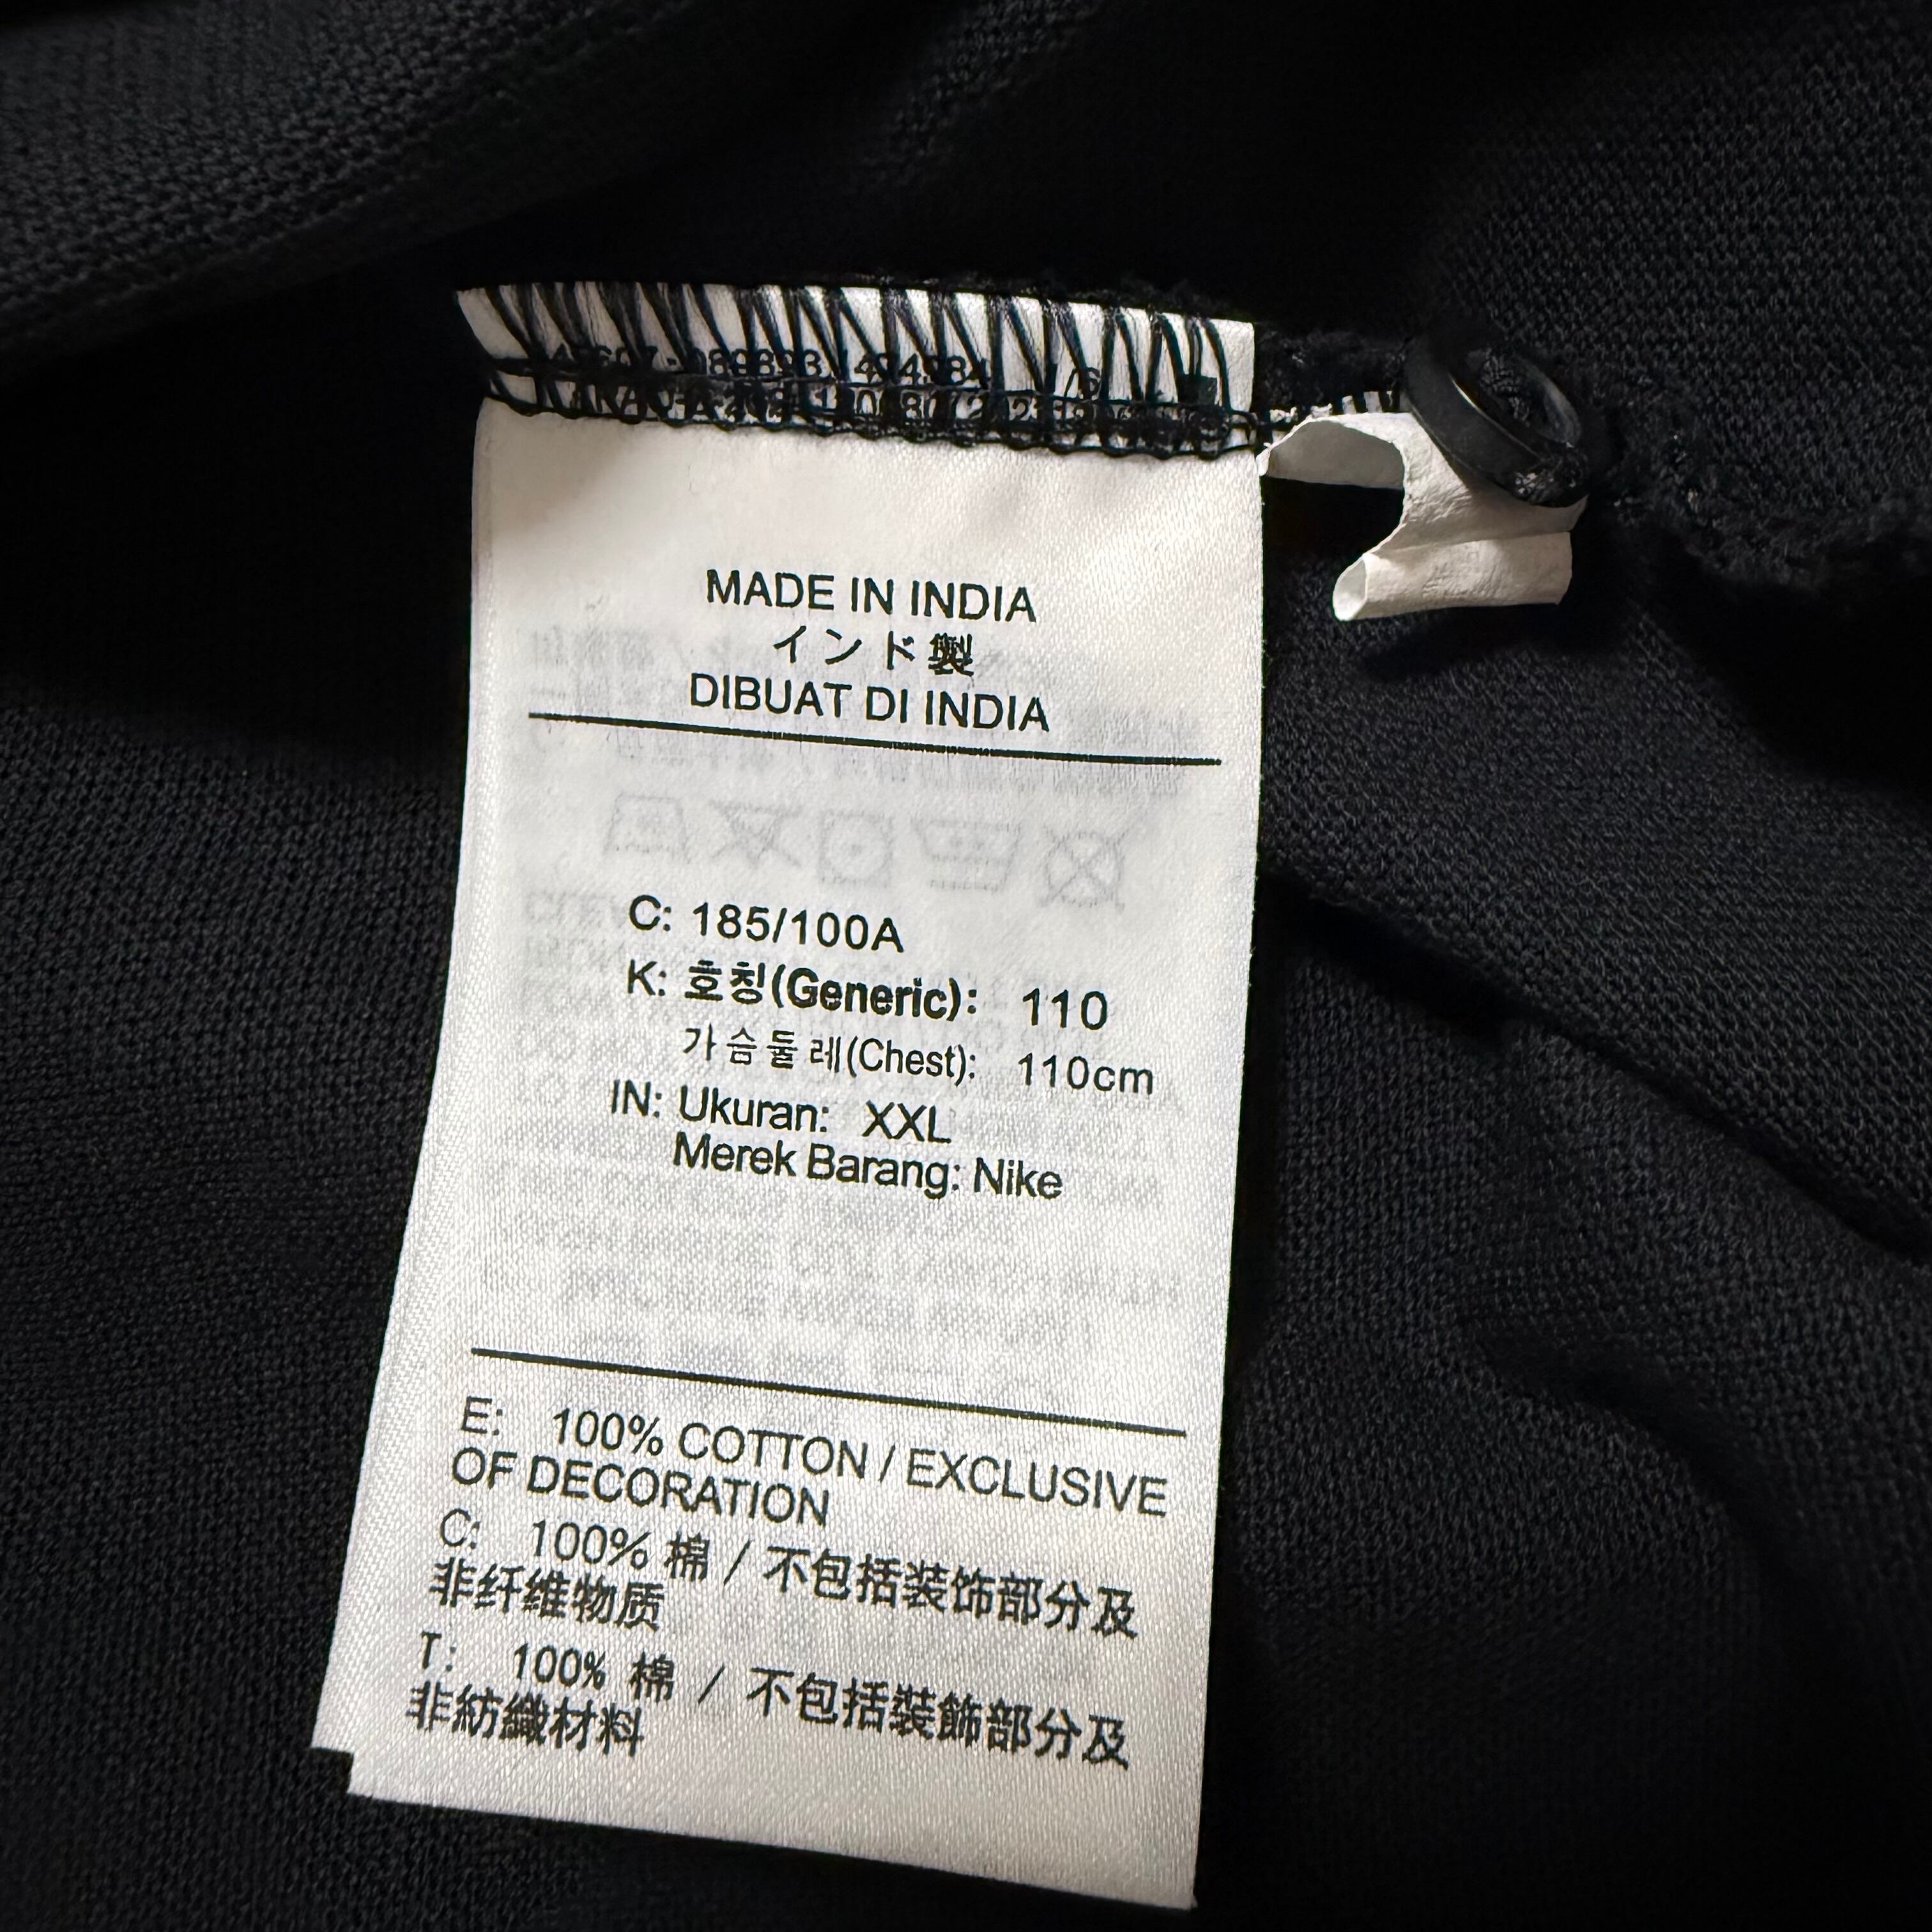 MADE IN INDIA
インド製
DIBUAT DI INDIA
C: 185/100A
K: 호칭(Generic): 110
가슴둘레(Chest): 110cm
IN: Ukuran: XXL
Merek Barang: Nike
E: 100% COTTON / EXCLUSIVE
OF DECORATION
C: 100% 棉 / 不包括装饰部分及
非纤维物质
T: 100% 棉 / 不包括裝飾部分及
非紡織材料